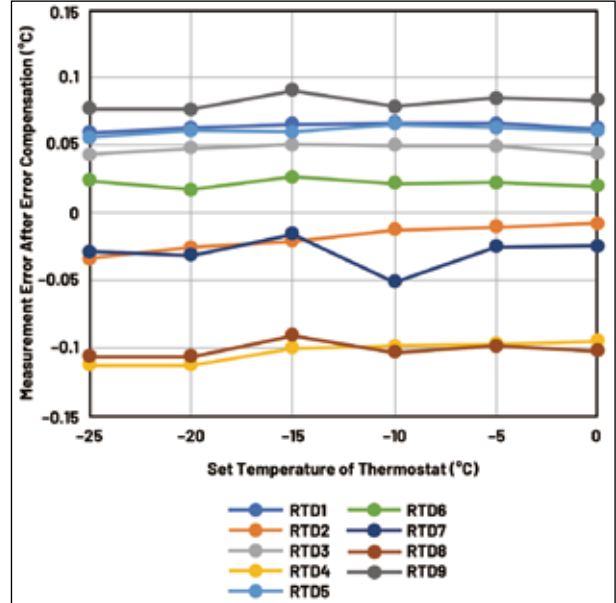 Measurement Error After Error Compensation (°C)
0.15
0.1
0.05
0
−0.05
−0.1
−0.15
−25
−20
−15
−10
−5
0
Set Temperature of Thermostat (°C)
RTD1
RTD6
RTD2
RTD7
RTD3
RTD8
RTD4
RTD9
RTD5